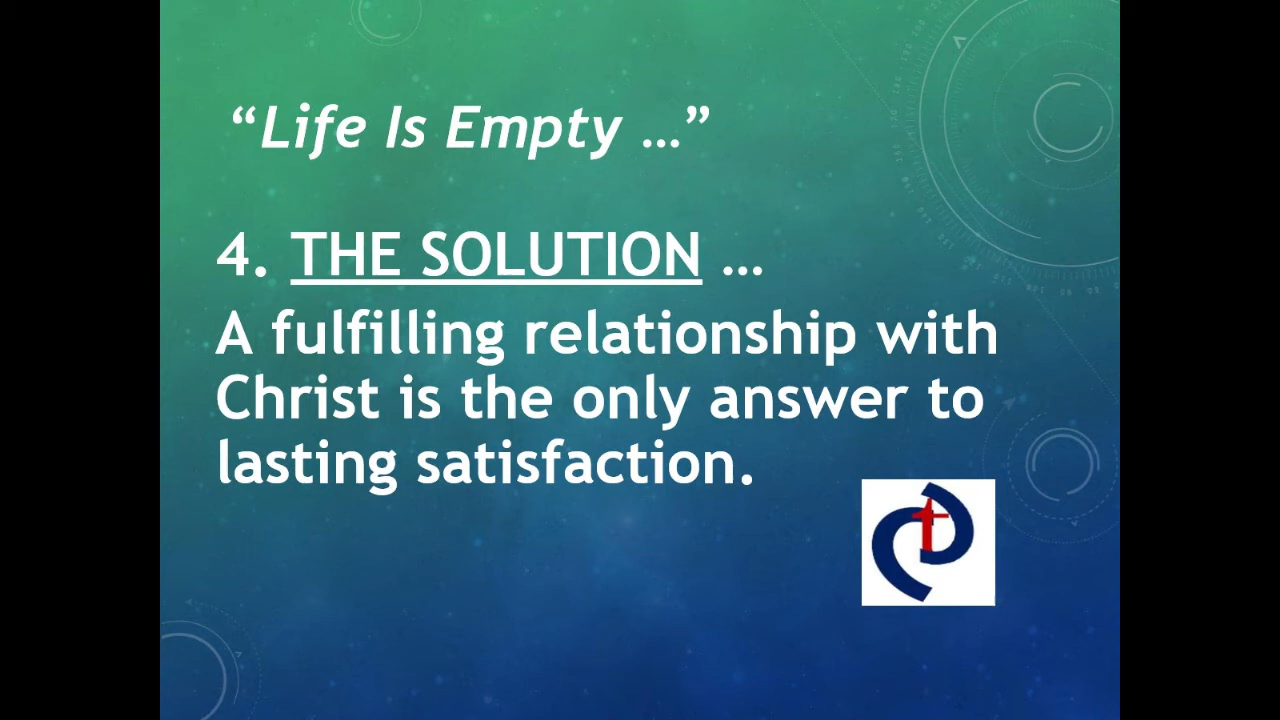 “Life Is Empty …”
4. THE SOLUTION …
A fulfilling relationship with
Christ is the only answer to
lasting satisfaction.